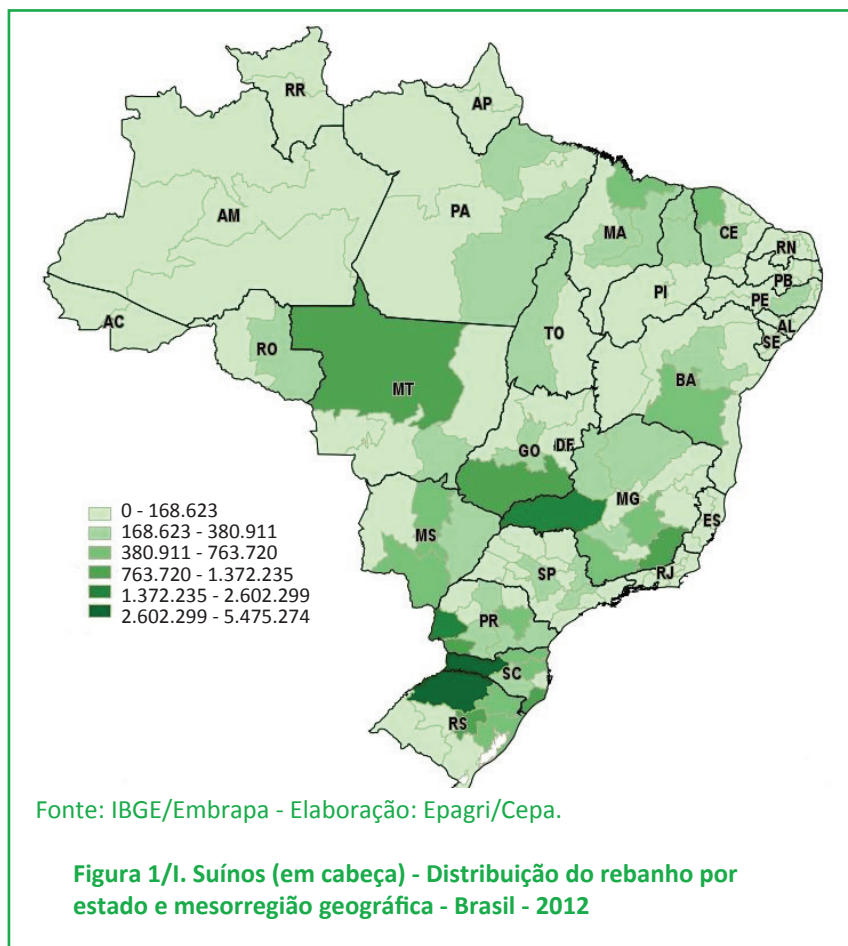 RR
AP
AM
PA
MA
CE
RN
PB
PI
PE
AL
SE
AC
TO
RO
BA
MT
GO
DF
MG
ES
MS
SP
RJ
PR
SC
RS
0 - 168.623
168.623 - 380.911
380.911 - 763.720
763.720 - 1.372.235
1.372.235 - 2.602.299
2.602.299 - 5.475.274
Fonte: IBGE/Embrapa - Elaboração: Epagri/Cepa.
Figura 1/I. Suínos (em cabeça) - Distribuição do rebanho por
estado e mesorregião geográfica - Brasil - 2012